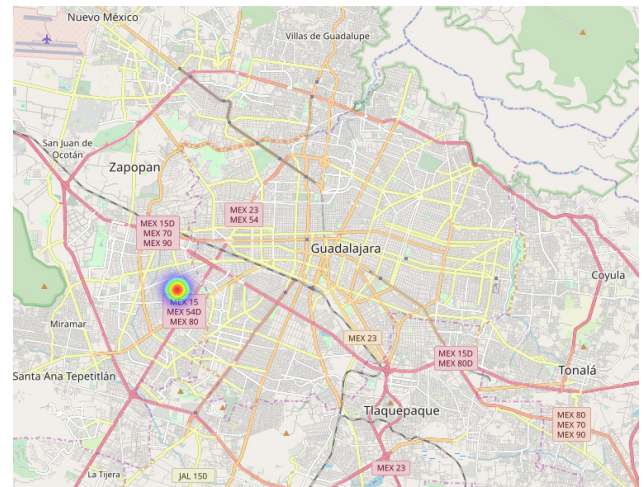 Nuevo México
Villas de Guadalupe
San Juan de
Ocotán
Zapopan
MEX 23
MEX 54
MEX 15D
MEX 70
MEX 90
Guadalajara
Coyula
MEX 15
MEX 54D
MEX 80
Miramar
MEX 23
MEX 15D
MEX 80D
Santa Ana Tepetitlán
Tonalá
Tlaquepaque
MEX 80
MEX 70
MEX 90
La Tijera
JAL 150
MEX 23